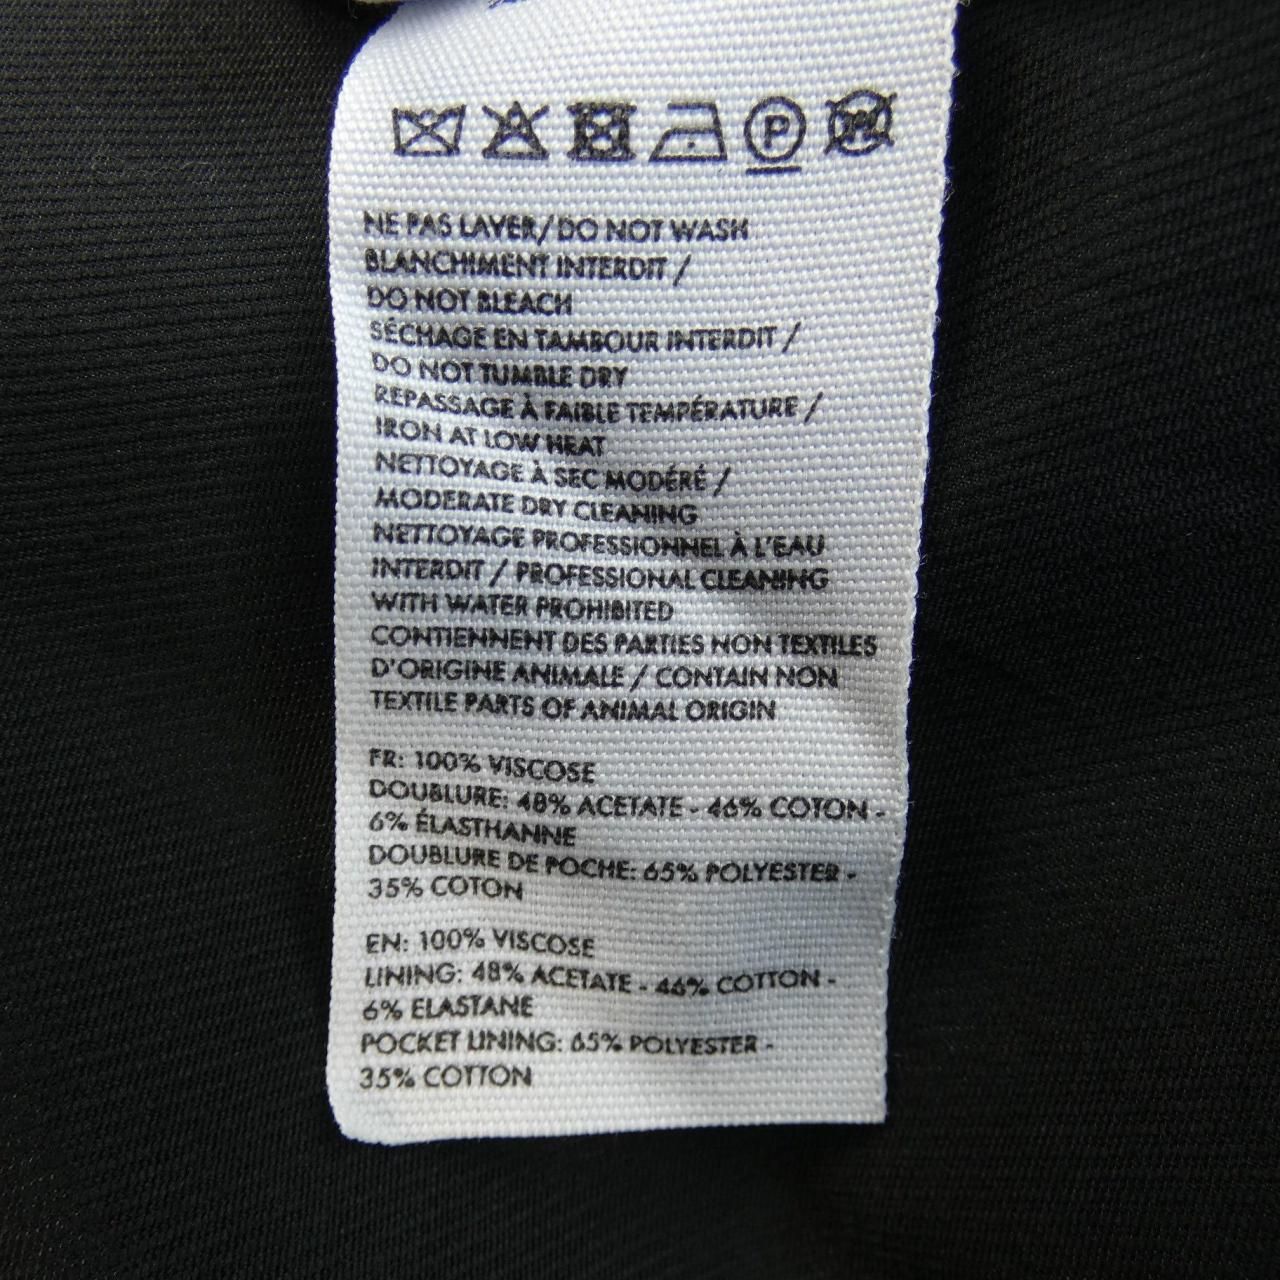 P
W
NE PAS LAVER/DO NOT WASH
BLANCHIMENT INTERDIT /
DO NOT BLEACH
SÉCHAGE EN TAMBOUR INTERDIT /
DO NOT TUMBLE DRY
REPASSAGE À FAIBLE TEMPÉRATURE /
IRON AT LOW HEAT
NETTOYAGE À SEC MODÉRÉ /
MODERATE DRY CLEANING
NETTOYAGE PROFESSIONNEL À L'EAU
INTERDIT / PROFESSIONAL CLEANING
WITH WATER PROHIBITED
CONTIENNENT DES PARTIES NON TEXTILES
D'ORIGINE ANIMALE / CONTAIN NON
TEXTILE PARTS OF ANIMAL ORIGIN
FR: 100% VISCOSE
DOUBLURE: 48% ACETATE - 46% COTON -
6% ÉLASTHANNE
DOUBLURE DE POCHE: 65% POLYESTER -
35% COTON
EN: 100% VISCOSE
LINING: 48% ACETATE - 46% COTTON -
6% ELASTANE
POCKET LINING: 65% POLYESTER -
35% COTTON